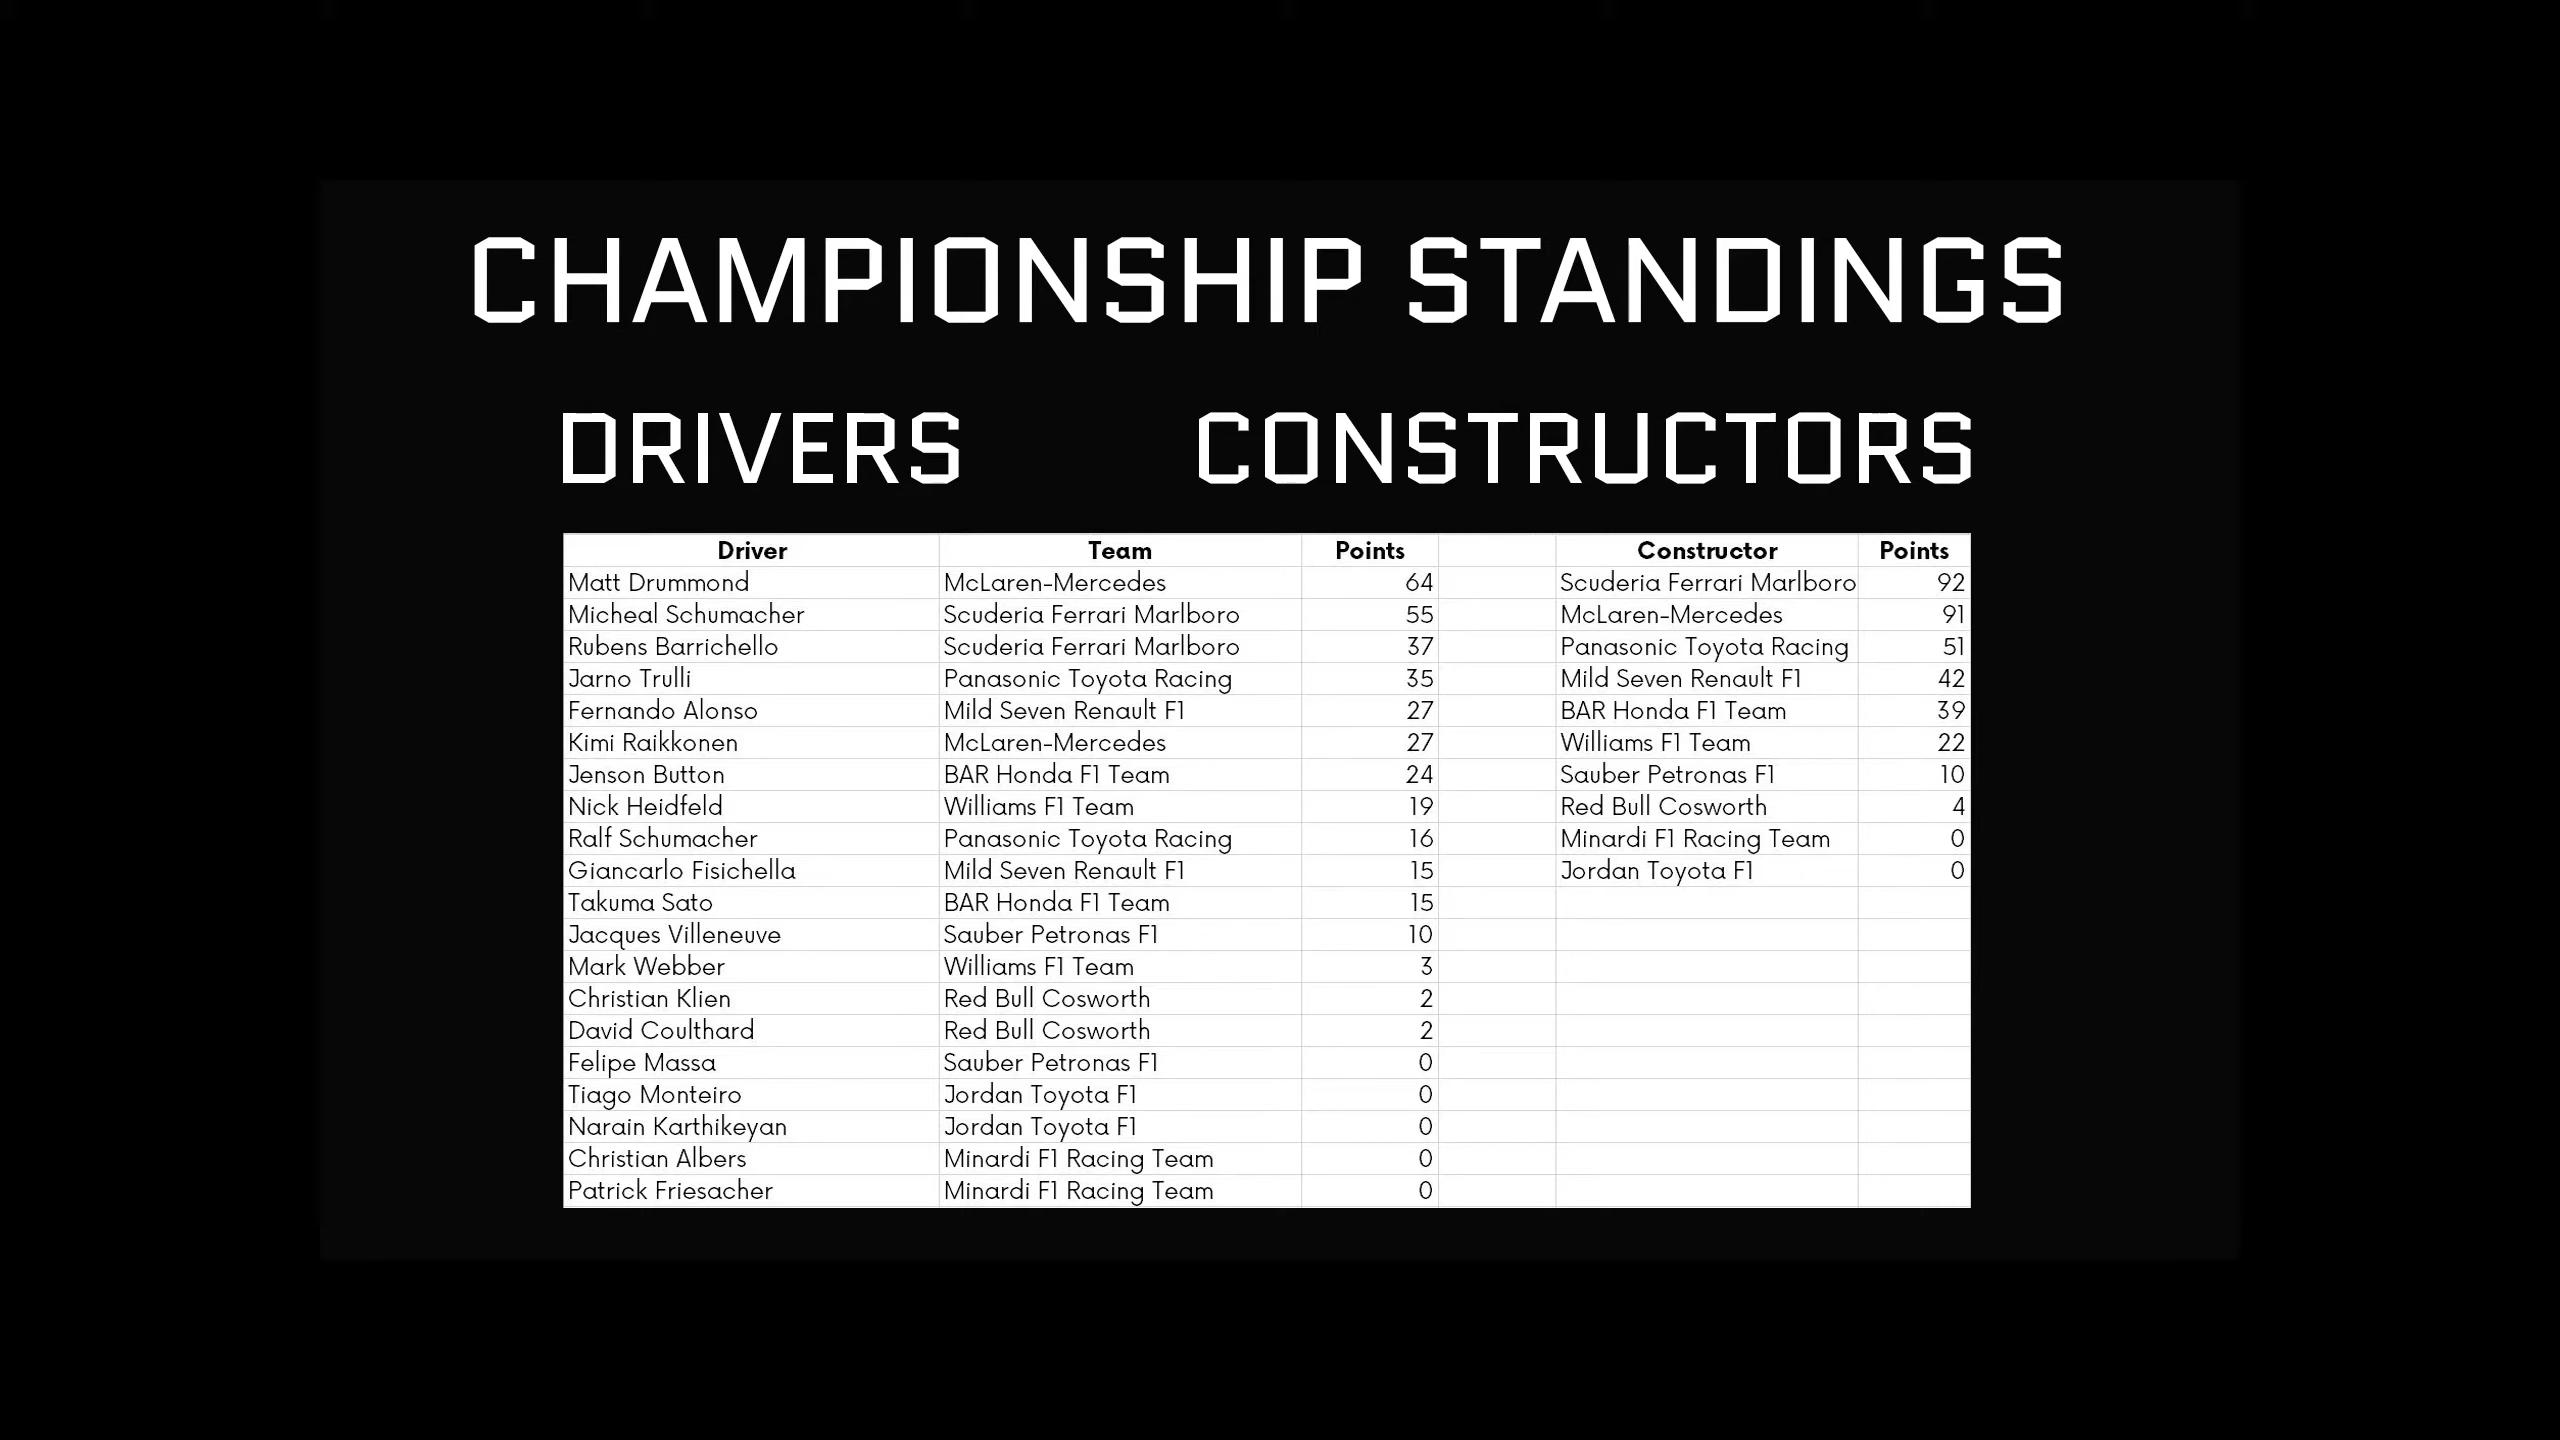 CHAMPIONSHIP STANDINGS
DRIVERS CONSTRUCTORS
Driver Team Points Constructor Points
Matt Drummond McLaren-Mercedes 64 Scuderia Ferrari Marlboro 92
Micheal Schumacher Scuderia Ferrari Marlboro 55 McLaren-Mercedes 91
Rubens Barrichello Scuderia Ferrari Marlboro 37 Panasonic Toyota Racing 51
Jarno Trulli Panasonic Toyota Racing 35 Mild Seven Renault F1 42
Fernando Alonso Mild Seven Renault F1 27 BAR Honda F1 Team 39
Kimi Raikkonen McLaren-Mercedes 27 Williams F1 Team 22
Jenson Button BAR Honda F1 Team 24 Sauber Petronas F1 10
Nick Heidfeld Williams F1 Team 19 Red Bull Cosworth 4
Ralf Schumacher Panasonic Toyota Racing 16 Minardi F1 Racing Team 0
Giancarlo Fisichella Mild Seven Renault F1 15 Jordan Toyota F1 0
Takuma Sato BAR Honda F1 Team 15
Jacques Villeneuve Sauber Petronas F1 10
Mark Webber Williams F1 Team 3
Christian Klien Red Bull Cosworth 2
David Coulthard Red Bull Cosworth 2
Felipe Massa Sauber Petronas F1 0
Tiago Monteiro Jordan Toyota F1 0
Narain Karthikeyan Jordan Toyota F1 0
Christian Albers Minardi F1 Racing Team 0
Patrick Friesacher Minardi F1 Racing Team 0